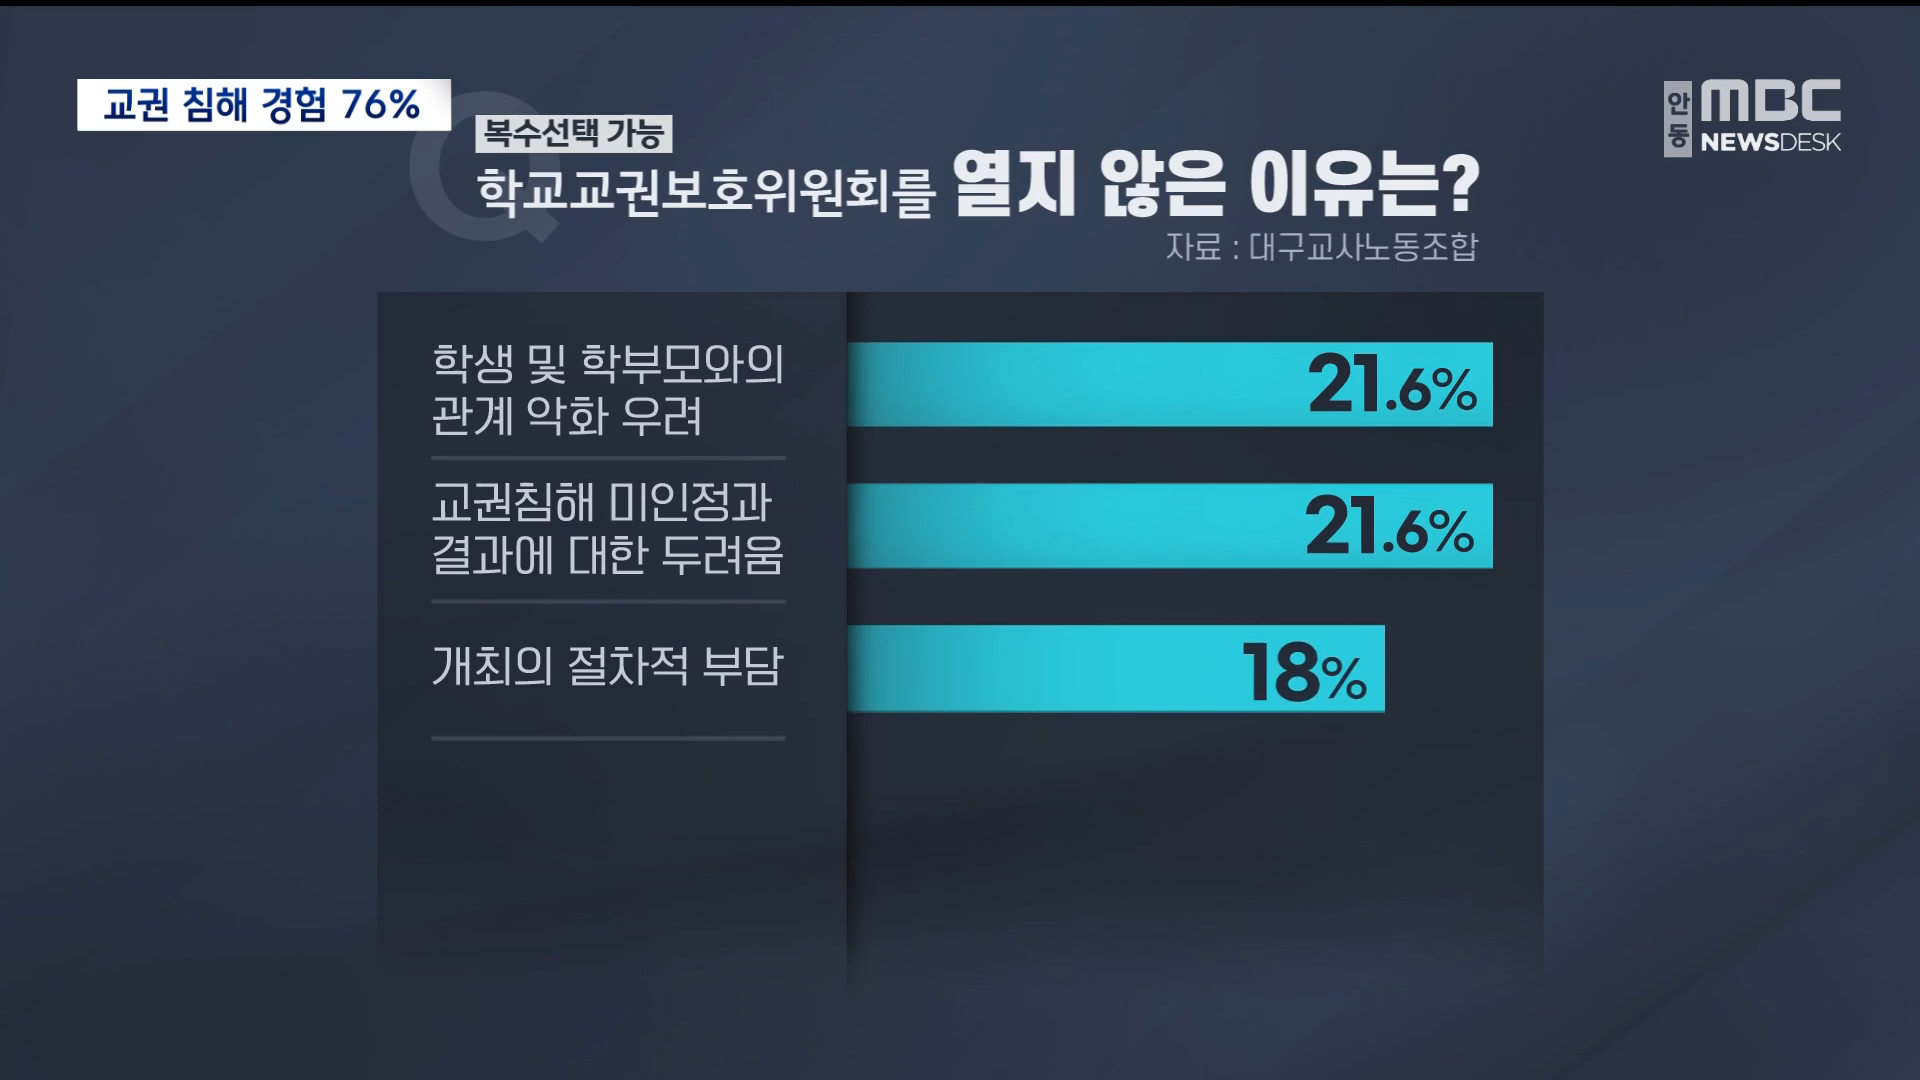 교권 침해 경험 76%
안동
MBC
NEWSDESK
복수선택 가능
학교교권보호위원회를 열지 않은 이유는?
자료 : 대구교사노동조합
학생 및 학부모와의
관계 악화 우려
21.6%
교권침해 미인정과
결과에 대한 두려움
21.6%
개최의 절차적 부담
18%